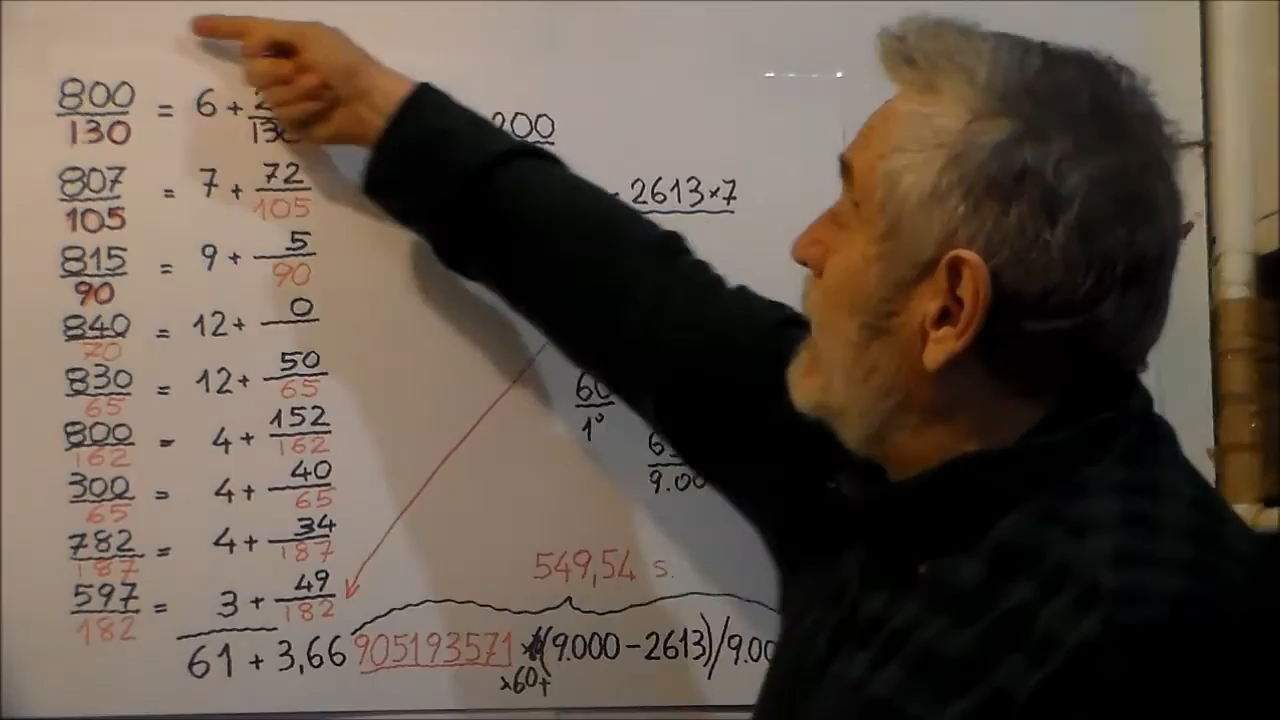 800/130 = 6 +
807/105 = 7 + 72/105
815/90 = 9 + 5/90
840/70 = 12 + 0
830/65 = 12 + 50/65
800/162 = 4 + 152/162
300/65 = 4 + 40/65
782/187 = 4 + 34/187
597/182 = 3 + 49/182
61 + 3,66905193571 (9.000 - 2613)/9.00
×60+
200
- 2613×7
60
1°
9.00
549,54 s.